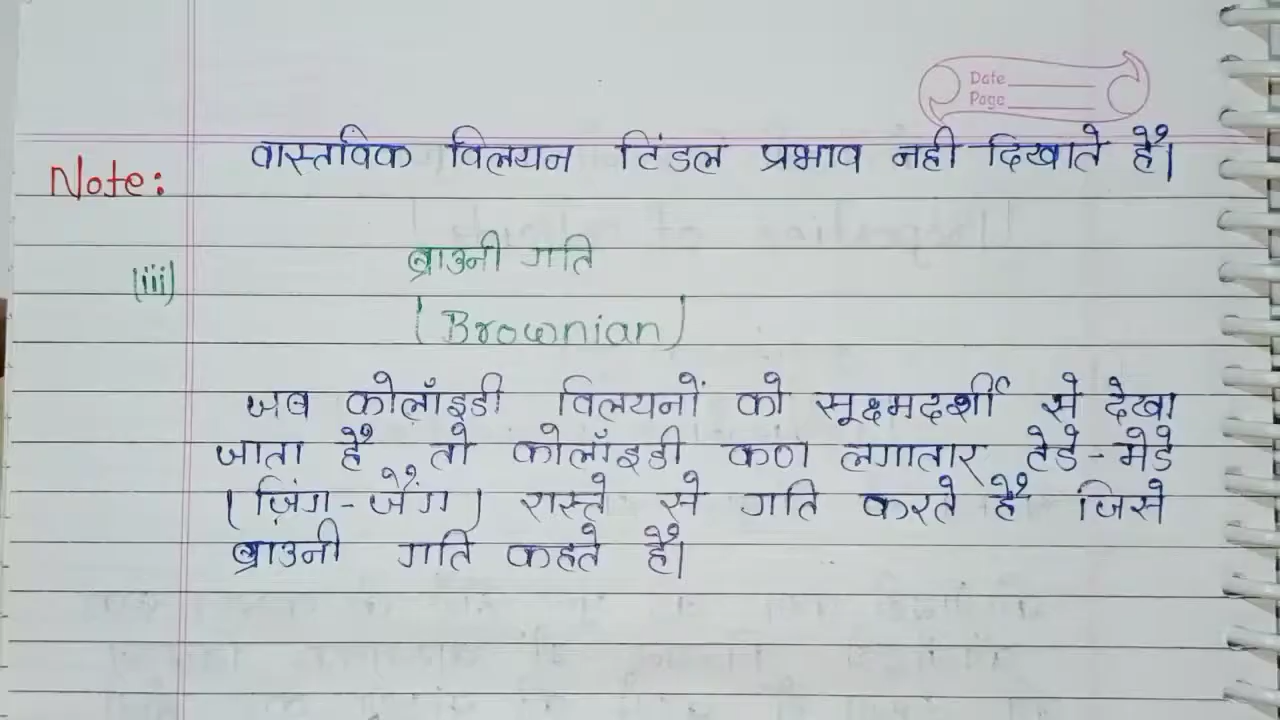 Date
Page
वास्तविक विलयन टिंडल प्रभाव नही दिखाते है।
Note:
ब्राउनी गति
(iii)
(Brownian)
जब कोलॉइडी विलयनों को सूक्ष्मदर्शी से देखा
जाता है तो कोलॉइडी कण लगातार टेडे-मेडे
(ज़िंग-जैंग) रास्ते से गति करते है जिसे
ब्राउनी गति कहते है।